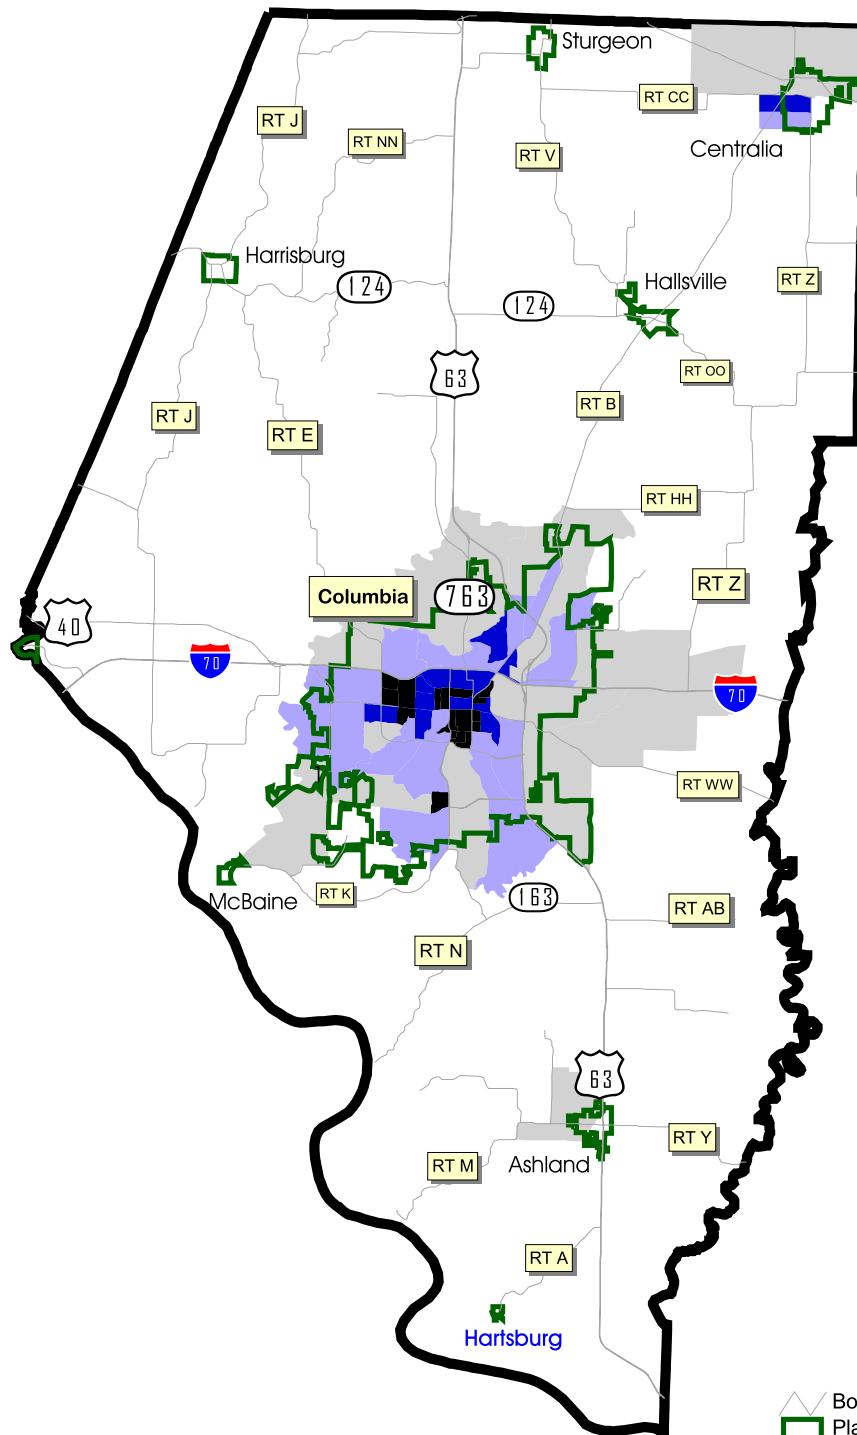 Sturgeon
RT CC
RT J
RT NN
RT V
Centralia
Harrisburg
124
Hallsville
RT Z
124
63
RT OO
RT J
RT B
RT E
RT HH
RT Z
Columbia
763
40
70
70
RT WW
RT K
McBaine
163
RT AB
RT N
63
RT Y
Ashland
RT M
RT A
Hartsburg
Bo
Pla